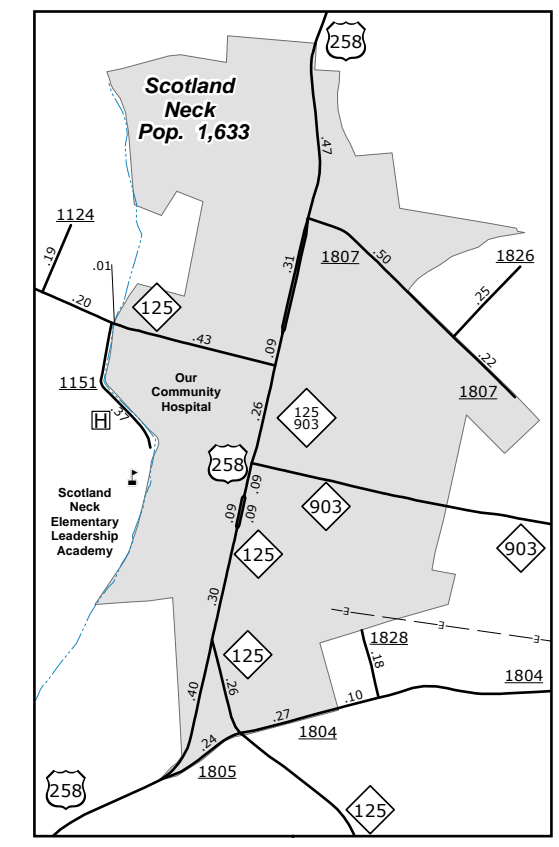 258
Scotland
Neck
Pop. 1,633
.47
1124
.19
.01
.20
125
.31
1807
.50
1826
.25
.43
.09
.22
1807
1151
.37
H
Our
Community
Hospital
.26
125
903
258
.09
903
903
.09
.09
125
Scotland
Neck
Elementary
Leadership
Academy
.30
E
E
E
125
1828
.18
1804
.40
.26
.10
.27
1804
.24
1805
258
125